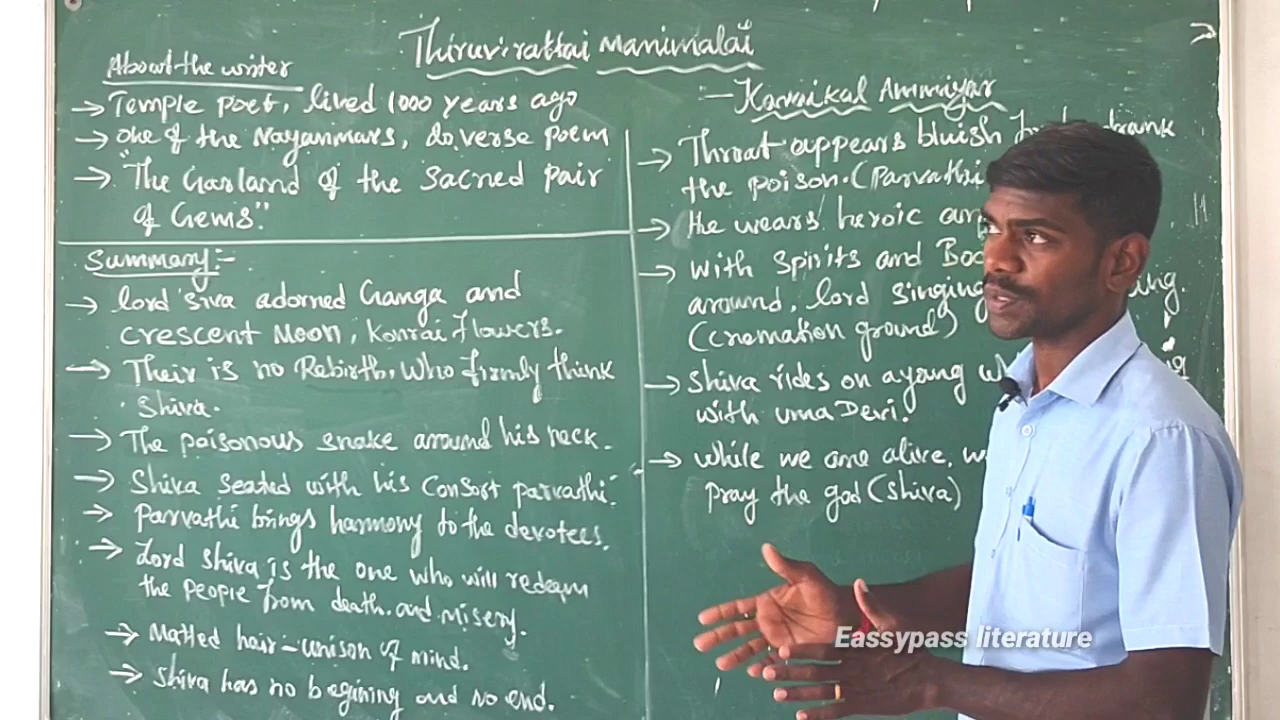 Thiruvirattai Manimalai
- Karaikal Ammiyar
About the writer
→ Temple poet, lived 1000 years ago
→ one of the Nayanmars, 20 verse poem
→ "The Garland of the sacred pair
of Gems."
Summary:-
→ lord siva adorned Ganga and
crescent Moon, Konrai flowers.
→ Their is no Rebirth. Who firmly think
Shiva.
→ The poisonous snake around his neck.
→ Shiva seated with his consort parvathi.
→ Parvathi brings harmony to the devotees.
→ Lord shiva is the one who will redeem
the people from death and misery.
→ Matted hair - unison of mind.
→ Shiva has no begining and no end.
→ Throat appears bluish drank
the poison. (Parvathi
→ He wears heroic
→ with spirits and
around, lord singing
(cremation ground)
→ Shiva rides on a young
with Uma Devi.
→ while we are alive,
pray the god (Shiva)
Eassypass literature